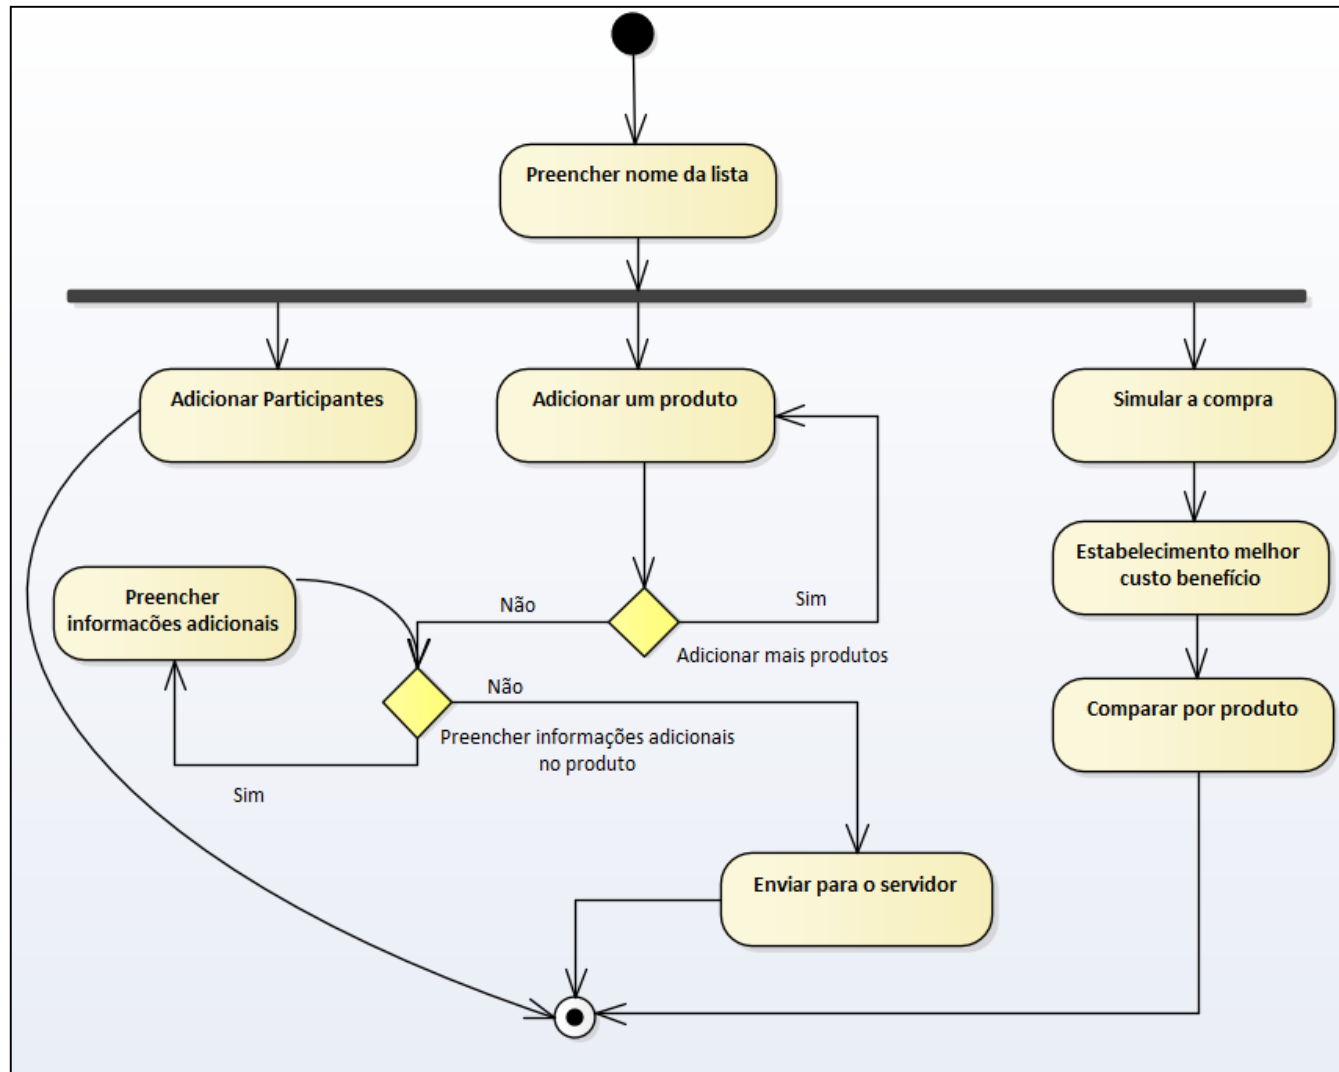 Preencher nome da lista
Adicionar Participantes
Adicionar um produto
Simular a compra
Estabelecimento melhor
custo benefício
Preencher
informacões adicionais
Não
Sim
Adicionar mais produtos
Não
Preencher informações adicionais
no produto
Comparar por produto
Sim
Enviar para o servidor